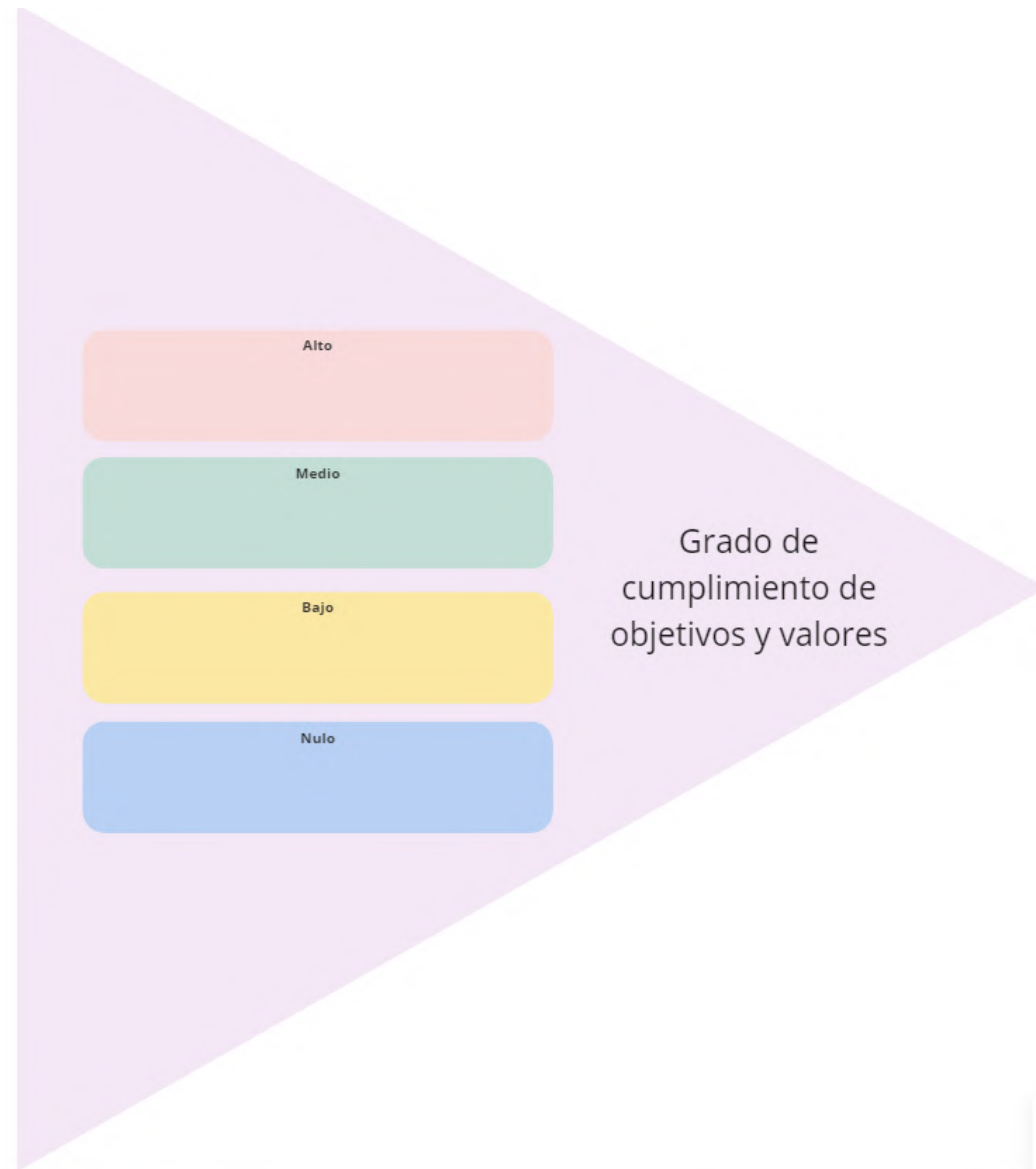 Alto
Medio
Bajo
Nulo
Grado de
cumplimiento de
objetivos y valores